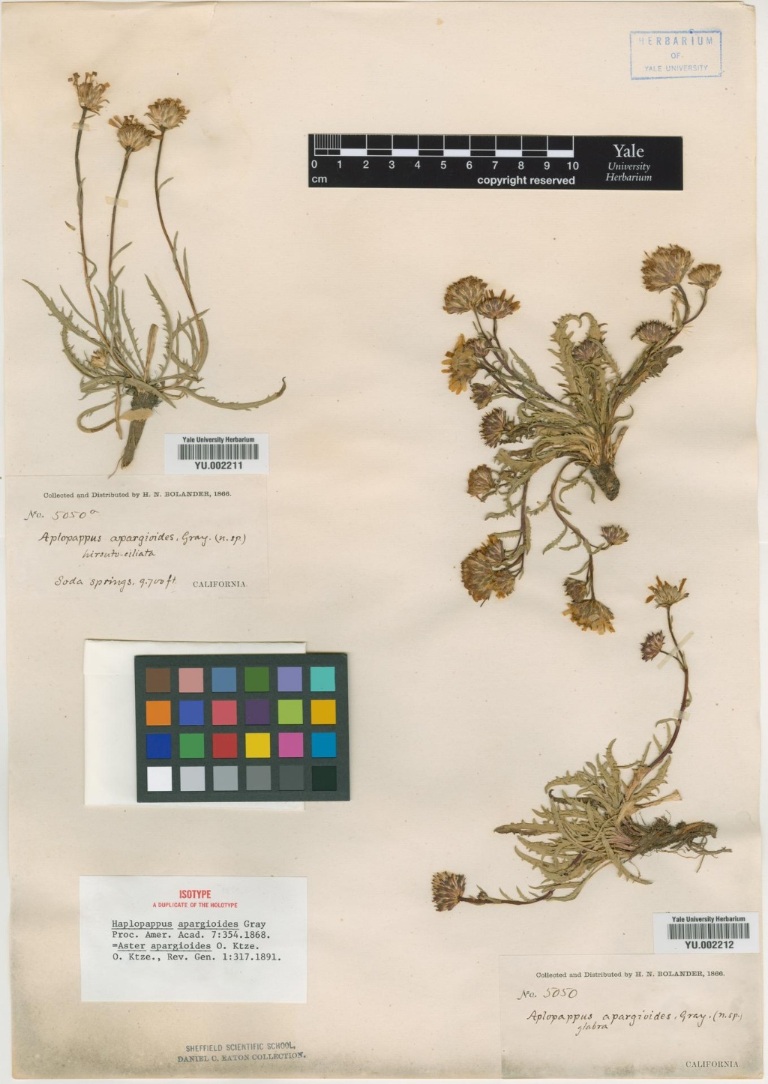 HERBARIUM
OF
YALE UNIVERSITY
0 1 2 3 4 5 6 7 8 9 10
cm
copyright reserved
Yale
University
Herbarium
Yale University Herbarium
YU.002211
Collected and Distributed by H. N. BOLANDER, 1866.
No. 5050 a
Aplopappus apargioides. Gray. (n. sp.)
hirsuto-ciliata
Soda springs. 9.700 ft.
CALIFORNIA.
ISOTYPE
A DUPLICATE OF THE HOLOTYPE
Haplopappus apargioides Gray
Proc. Amer. Acad. 7:354.1868.
=Aster apargioides O. Ktze.
O. Ktze., Rev. Gen. 1:317.1891.
Yale University Herbarium
YU.002212
Collected and Distributed by H. N. BOLANDER, 1866.
No. 5050
Aplopappus apargioides. Gray. (n. sp.)
glabra
CALIFORNIA
SHEFFIELD SCIENTIFIC SCHOOL,
DANIEL C. EATON COLLECTION.